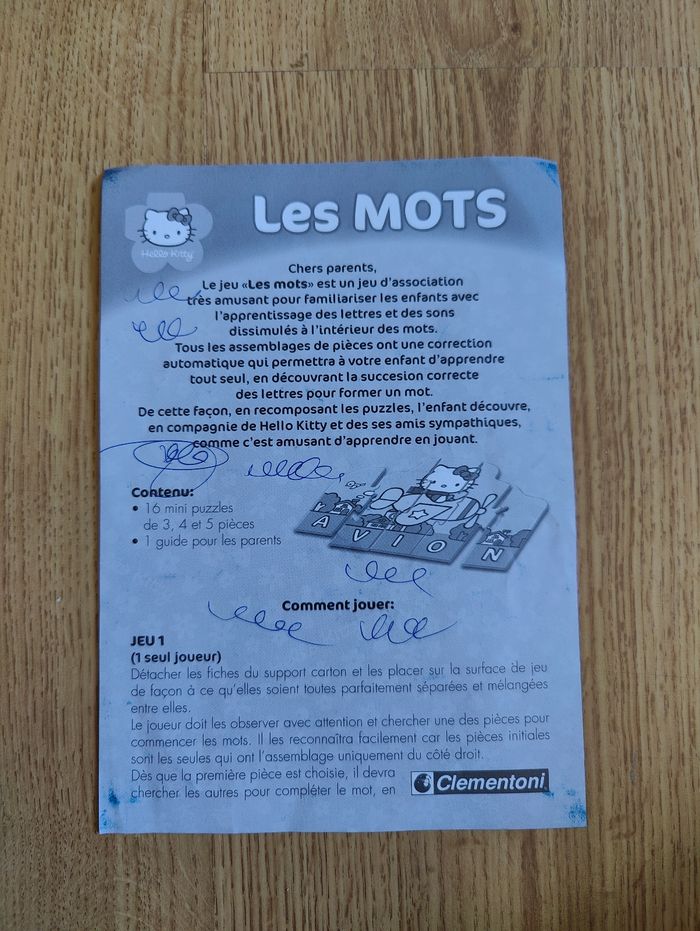 Les MOTS
Hello Kitty
Chers parents,
Le jeu «Les mots» est un jeu d'association
très amusant pour familiariser les enfants avec
l'apprentissage des lettres et des sons
dissimulés à l'intérieur des mots.
Tous les assemblages de pièces ont une correction
automatique qui permettra à votre enfant d'apprendre
tout seul, en découvrant la succesion correcte
des lettres pour former un mot.
De cette façon, en recomposant les puzzles, l'enfant découvre,
en compagnie de Hello Kitty et des ses amis sympathiques,
comme c'est amusant d'apprendre en jouant.
Contenu:
• 16 mini puzzles
de 3, 4 et 5 pièces
• 1 guide pour les parents
AVION
Comment jouer:
JEU 1
(1 seul joueur)
Détacher les fiches du support carton et les placer sur la surface de jeu
de façon à ce qu'elles soient toutes parfaitement séparées et mélangées
entre elles.
Le joueur doit les observer avec attention et chercher une des pièces pour
commencer les mots. Il les reconnaîtra facilement car les pièces initiales
sont les seules qui ont l'assemblage uniquement du côté droit.
Dès que la première pièce est choisie, il devra
chercher les autres pour compléter le mot, en
Clementoni